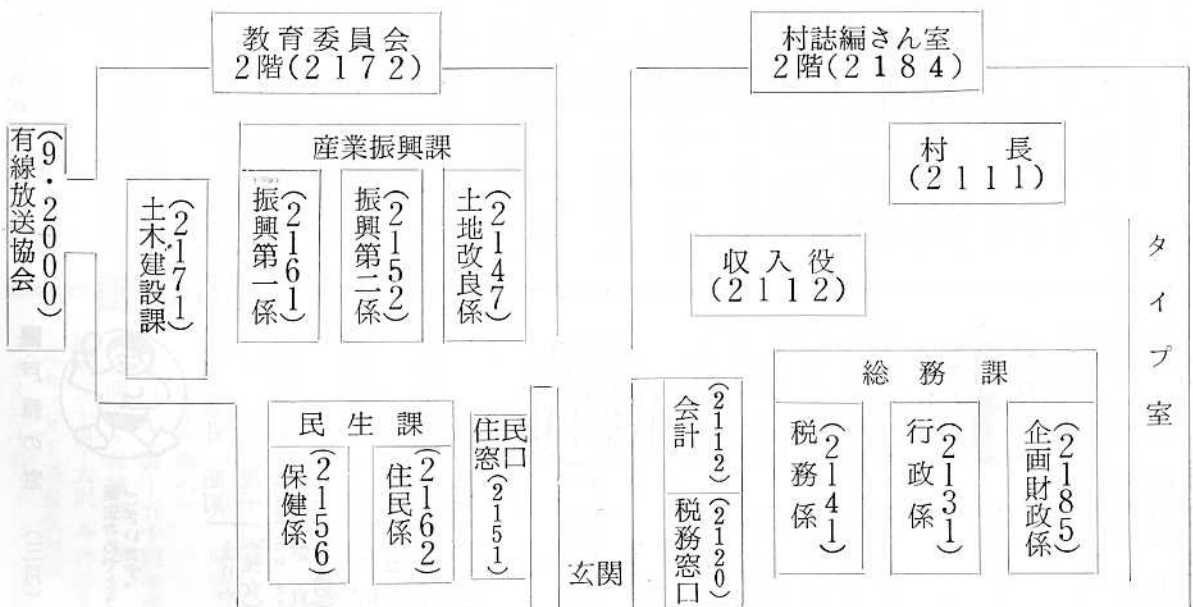 教育委員会
2階(2172)
村誌編さん室
2階(2184)
有線放送協会
(9・2000)
土木建設課
(2171)
産業振興課
振興第一係
(2161)
振興第二係
(2152)
土地改良係
(2147)
村長
(2111)
収入役
(2112)
タイプ室
民生課
保健係
(2156)
住民係
(2162)
住民
窓口
(2151)
玄関
会計
(2112)
税務窓口
(2120)
総務課
税務係
(2141)
行政係
(2131)
企画財政係
(2185)